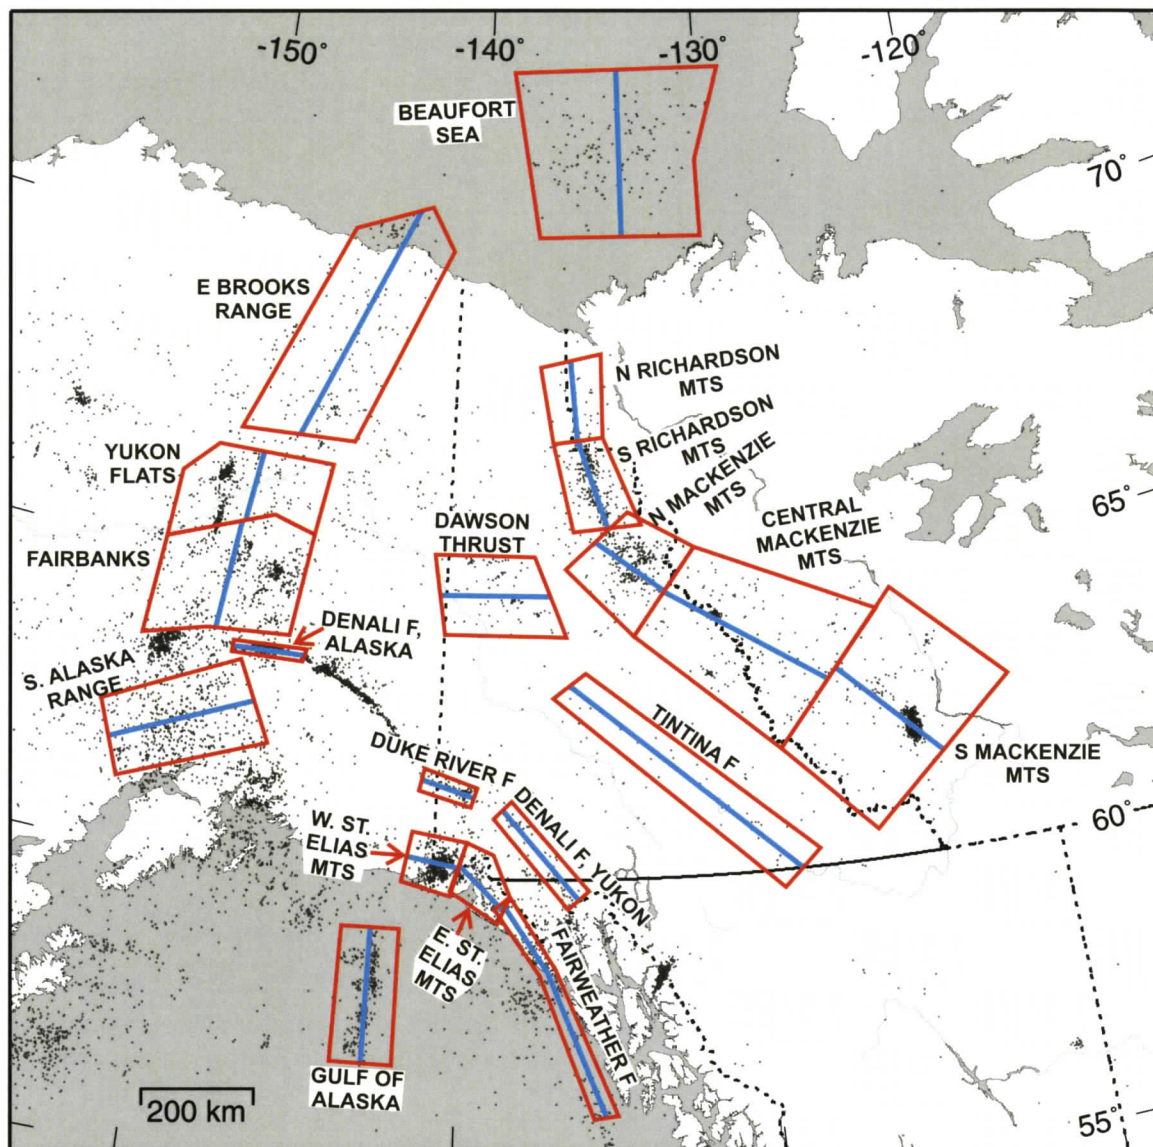 -150°
-140°
-130°
-120°
BEAUFORT
SEA
70°
E BROOKS
RANGE
N RICHARDSON
MTS
S RICHARDSON
MTS
N MACKENZIE
MTS
YUKON
FLATS
CENTRAL
MACKENZIE
MTS
65°
DAWSON
THRUST
FAIRBANKS
DENALI F,
ALASKA
S. ALASKA
RANGE
TINTINA F
S MACKENZIE
MTS
DUKE RIVER F
DENALI F, YUKON
60°
W. ST.
ELIAS
MTS
E. ST.
ELIAS
MTS
FAIRWEATHER F
GULF OF
ALASKA
200 km
55°